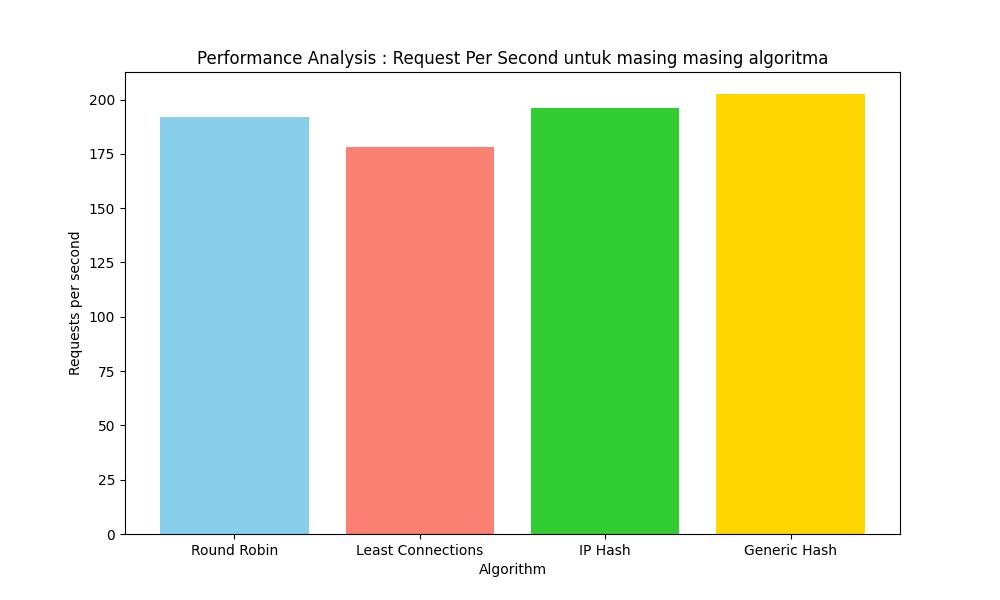 Performance Analysis : Request Per Second untuk masing masing algoritma
Requests per second
200
175
150
125
100
75
50
25
0
Round Robin
Least Connections
IP Hash
Generic Hash
Algorithm